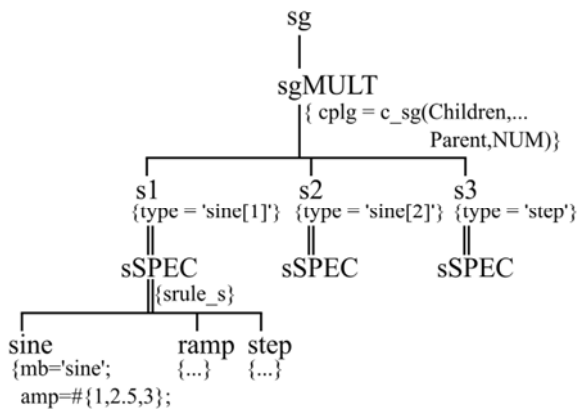 sg
sgMULT
{ cplg = c_sg(Children,...
Parent,NUM)}
s1 s2 s3
{type = 'sine[1]'} {type = 'sine[2]'} {type = 'step'}
sSPEC sSPEC sSPEC
{srule_s}
sine ramp step
{mb='sine'; {...} {...}
amp=#{1,2.5,3};